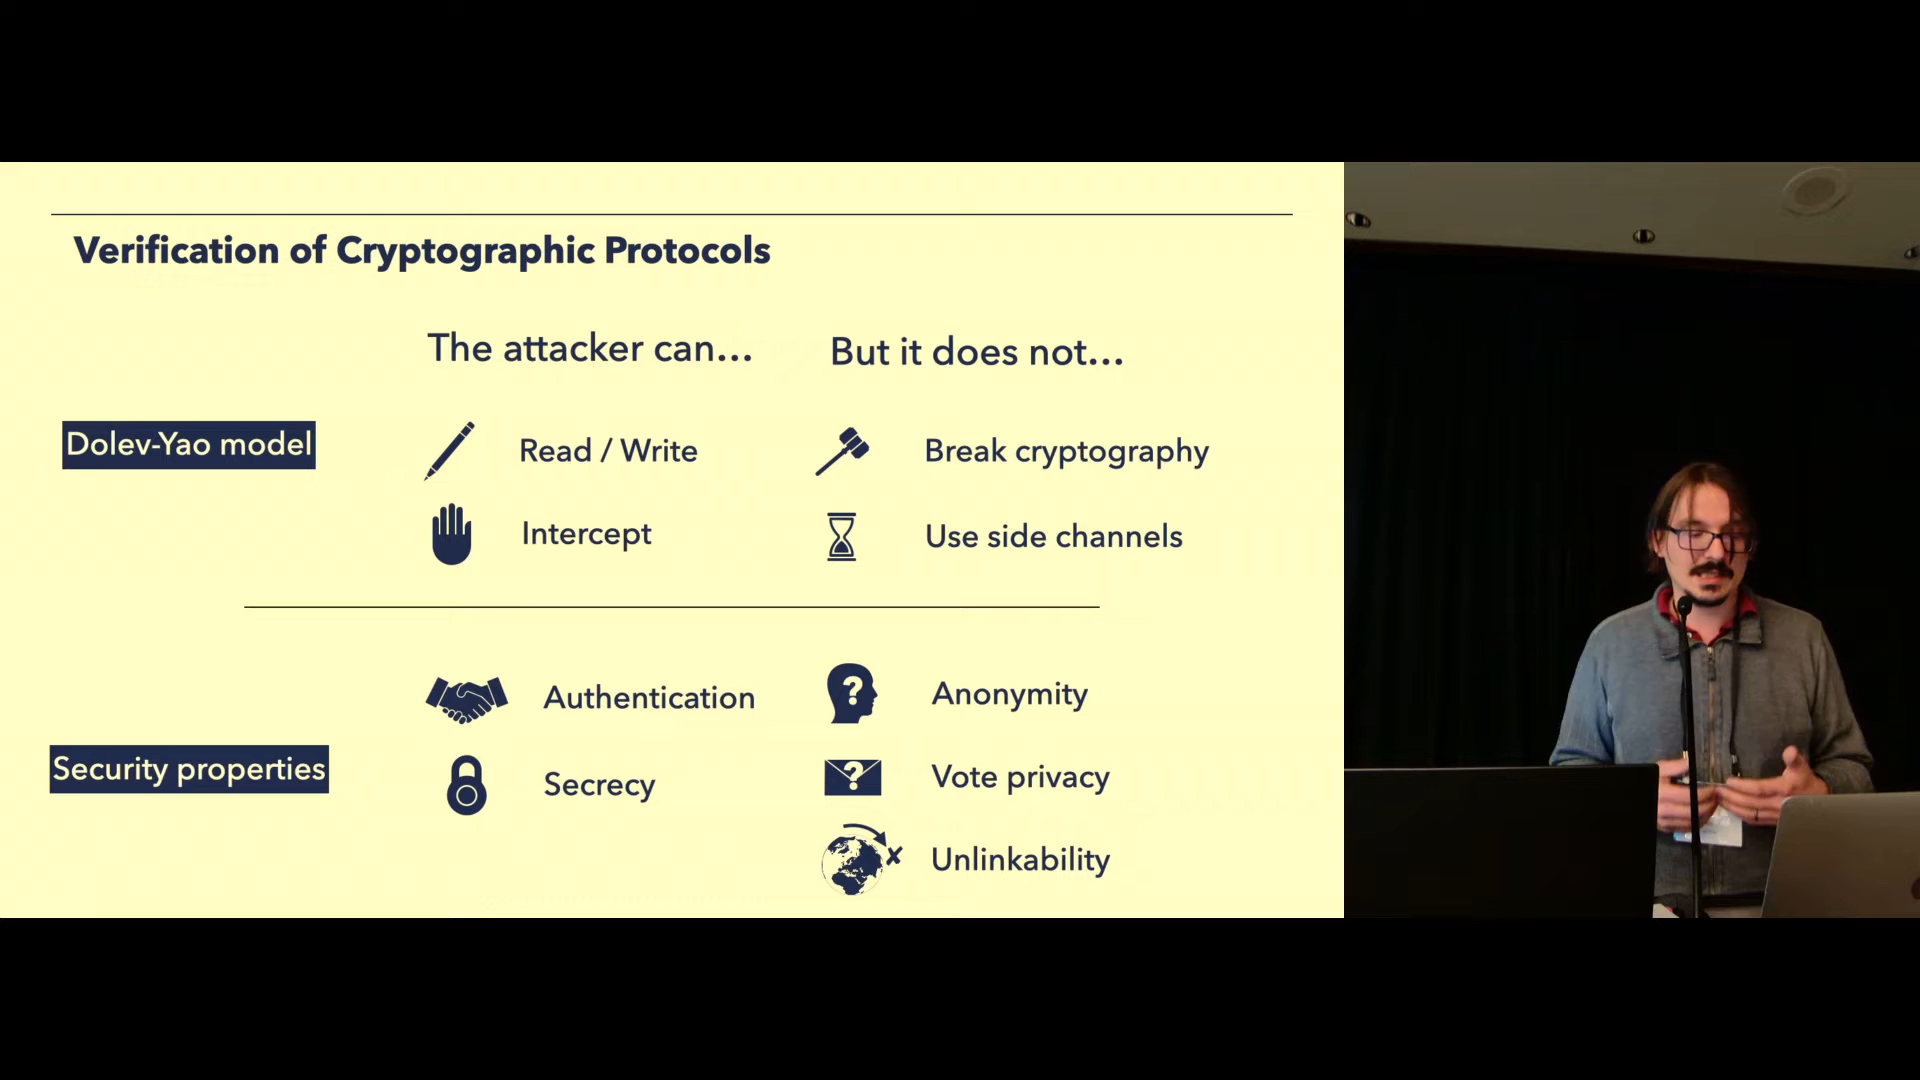 Verification of Cryptographic Protocols
The attacker can...
But it does not...
Dolev-Yao model
Read / Write
Break cryptography
Intercept
Use side channels
Authentication
Anonymity
Security properties
Secrecy
Vote privacy
Unlinkability
?
?
x